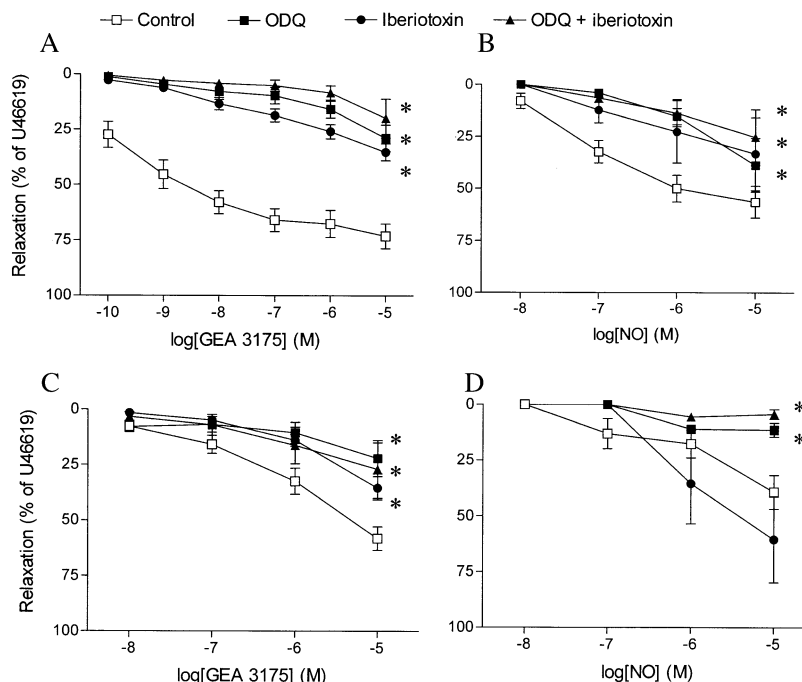 Control ODQ Iberiotoxin ODQ + iberiotoxin
A
Relaxation (% of U46619)
0
25
50
75
100
* 
*
*
-10 -9 -8 -7 -6 -5
log[GEA 3175] (M)
B
0
25
50
75
100
*
*
*
-8 -7 -6 -5
log[NO] (M)
C
Relaxation (% of U46619)
0
25
50
75
100
*
*
*
-8 -7 -6 -5
log[GEA 3175] (M)
D
0
25
50
75
100
*
*
-8 -7 -6 -5
log[NO] (M)